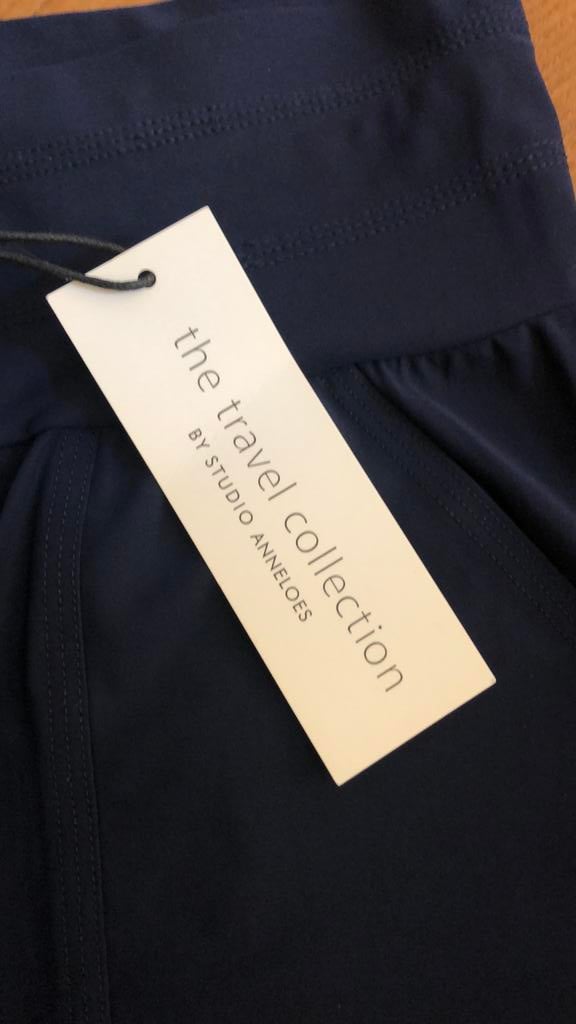 the travel collection
BY STUDIO ANNELOES